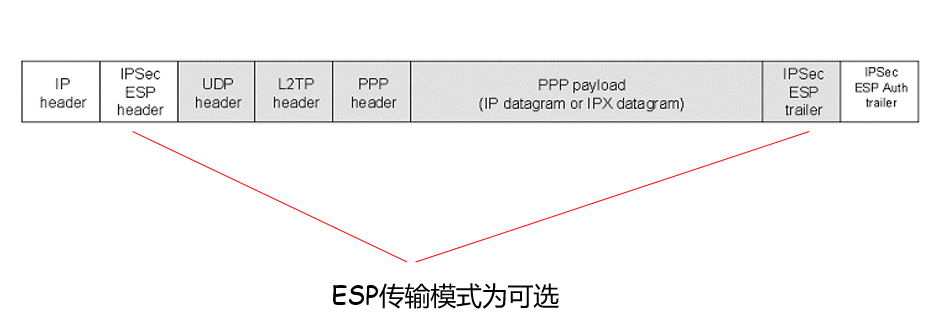 IP
header
IPSec
ESP
header
UDP
header
L2TP
header
PPP
header
PPP payload
(IP datagram or IPX datagram)
IPSec
ESP
trailer
IPSec
ESP Auth
trailer
ESP传输模式为可选